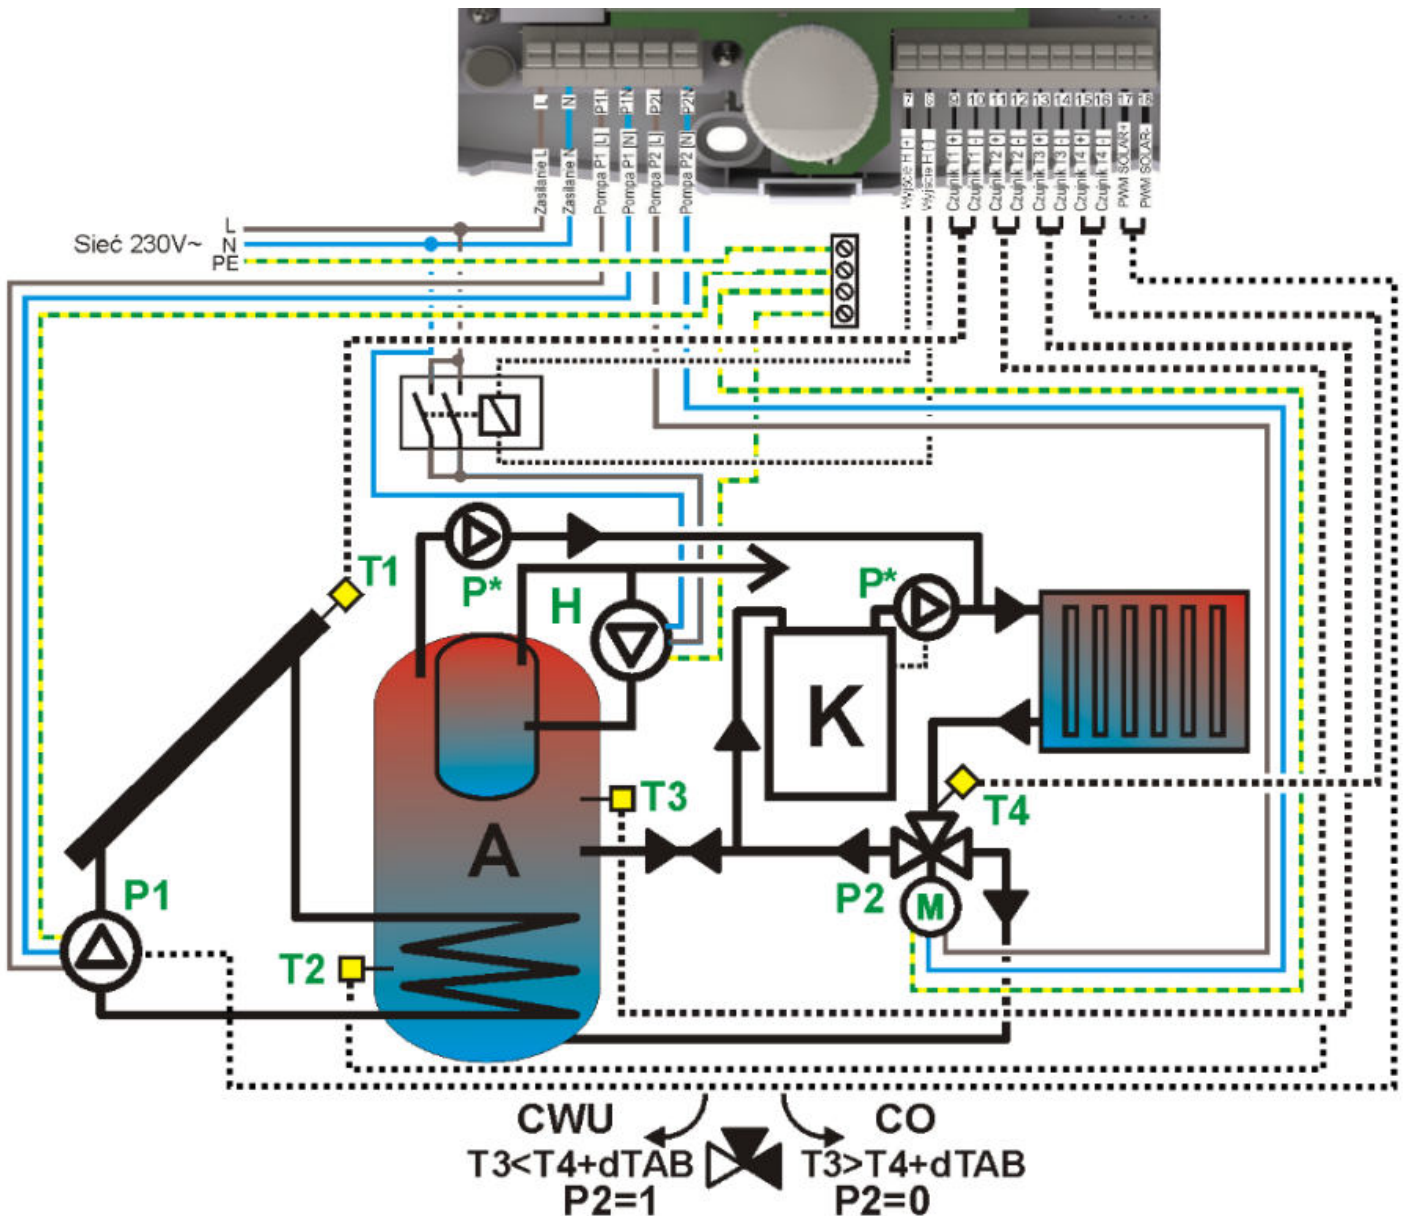 L
N
P1L
P1N
P2L
P2N
7
8
9
10
11
12
13
14
15
16
17
18
Zasilanie L
Zasilanie N
Pompa P1 [L]
Pompa P1 [N]
Pompa P2 [L]
Pompa P2 [N]
Wyjście H [+]
Wyjście H [-]
Czujnik T1 [+]
Czujnik T1 [-]
Czujnik T2 [+]
Czujnik T2 [-]
Czujnik T3 [+]
Czujnik T3 [-]
Czujnik T4 [+]
Czujnik T4 [-]
PWM SOLAR+
PWM SOLAR-
Sieć 230V~
L
N
PE
T1
P*
H
P*
K
T3
T4
A
P1
P2
M
T2
CWU
T3<T4+dTAB
P2=1
CO
T3>T4+dTAB
P2=0